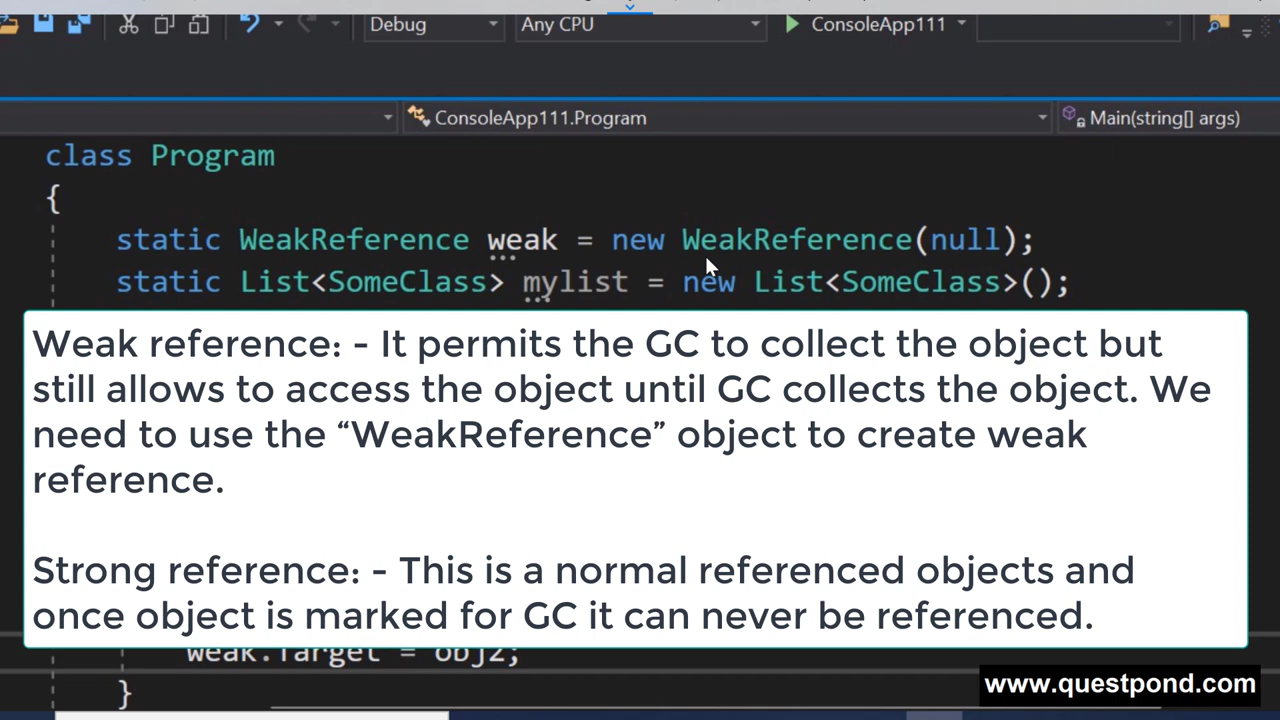 Debug Any CPU ConsoleApp111
ConsoleApp111.Program Main(string[] args)
class Program
{
static WeakReference weak = new WeakReference(null);
static List<SomeClass> mylist = new List<SomeClass>();
Weak reference: - It permits the GC to collect the object but
still allows to access the object until GC collects the object. We
need to use the “WeakReference” object to create weak
reference.
Strong reference: - This is a normal referenced objects and
once object is marked for GC it can never be referenced.
weak.Target = obj2;
}
www.questpond.com